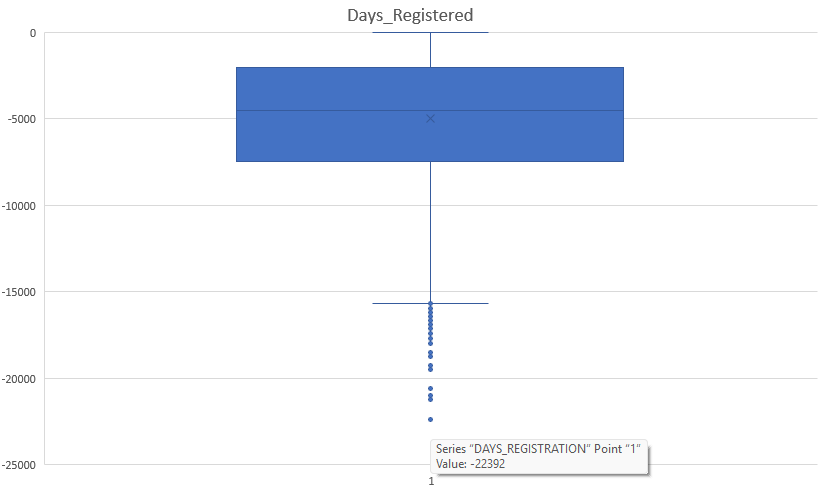 Days_Registered
0
-5000
-10000
-15000
-20000
-25000
Series "DAYS_REGISTRATION" Point "1"
Value: -22392
1